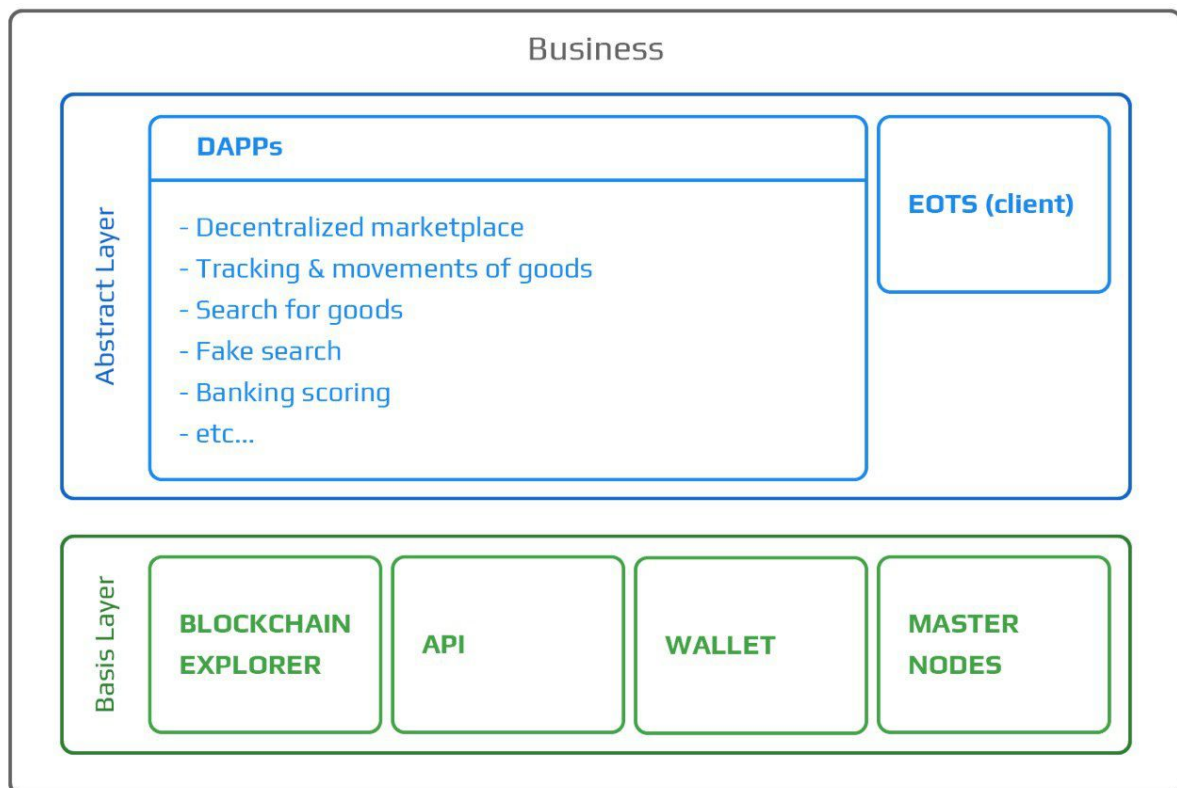 Business
Abstract Layer
DAPPs
- Decentralized marketplace
- Tracking & movements of goods
- Search for goods
- Fake search
- Banking scoring
- etc...
EOTS (client)
Basis Layer
BLOCKCHAIN
EXPLORER
API
WALLET
MASTER
NODES